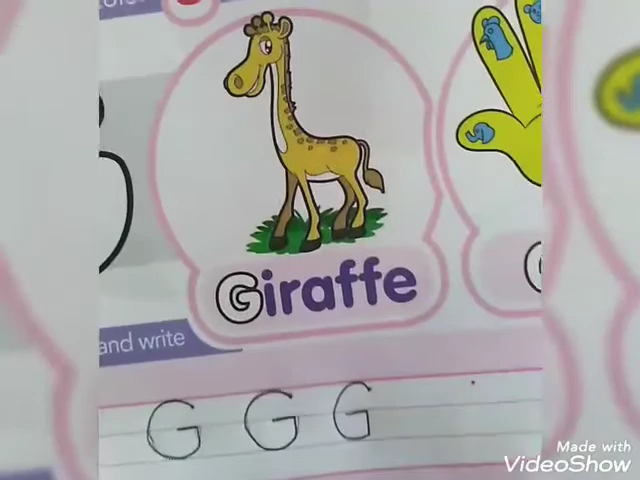 Giraffe
and write
G G G
Made with
VideoShow